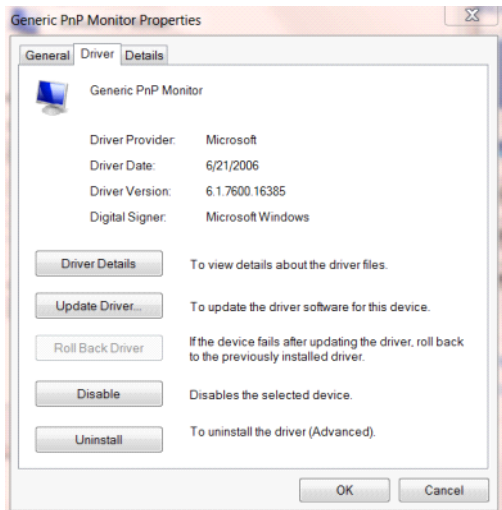 Generic PnP Monitor Properties
General Driver Details
Generic PnP Monitor
Driver Provider: Microsoft
Driver Date: 6/21/2006
Driver Version: 6.1.7600.16385
Digital Signer: Microsoft Windows
Driver Details To view details about the driver files.
Update Driver... To update the driver software for this device.
Roll Back Driver If the device fails after updating the driver, roll back
to the previously installed driver.
Disable Disables the selected device.
Uninstall To uninstall the driver (Advanced).
OK Cancel